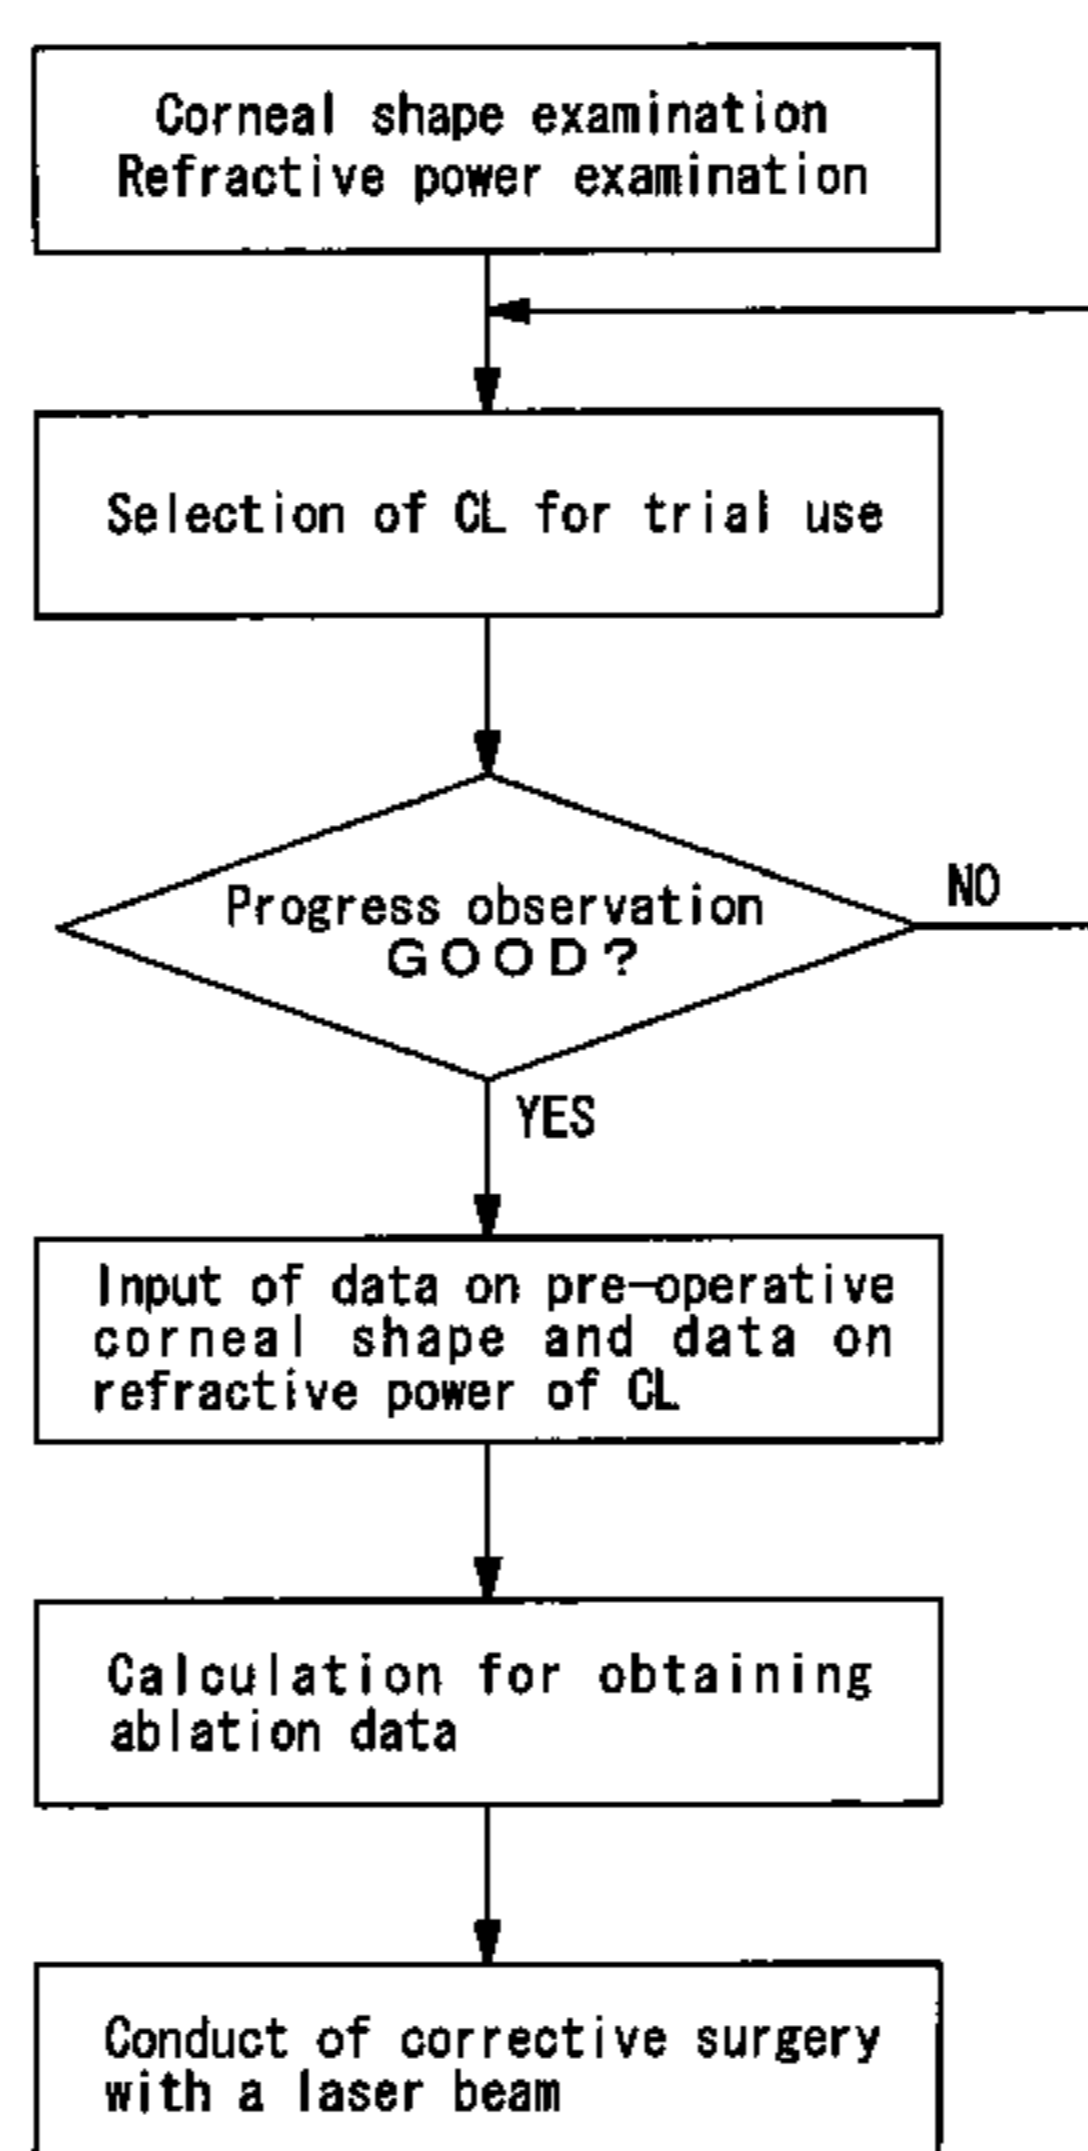 Corneal shape examination
Refractive power examination
Selection of CL for trial use
Progress observation
GOOD?
NO
YES
Input of data on pre-operative
corneal shape and data on
refractive power of CL
Calculation for obtaining
ablation data
Conduct of corrective surgery
with a laser beam